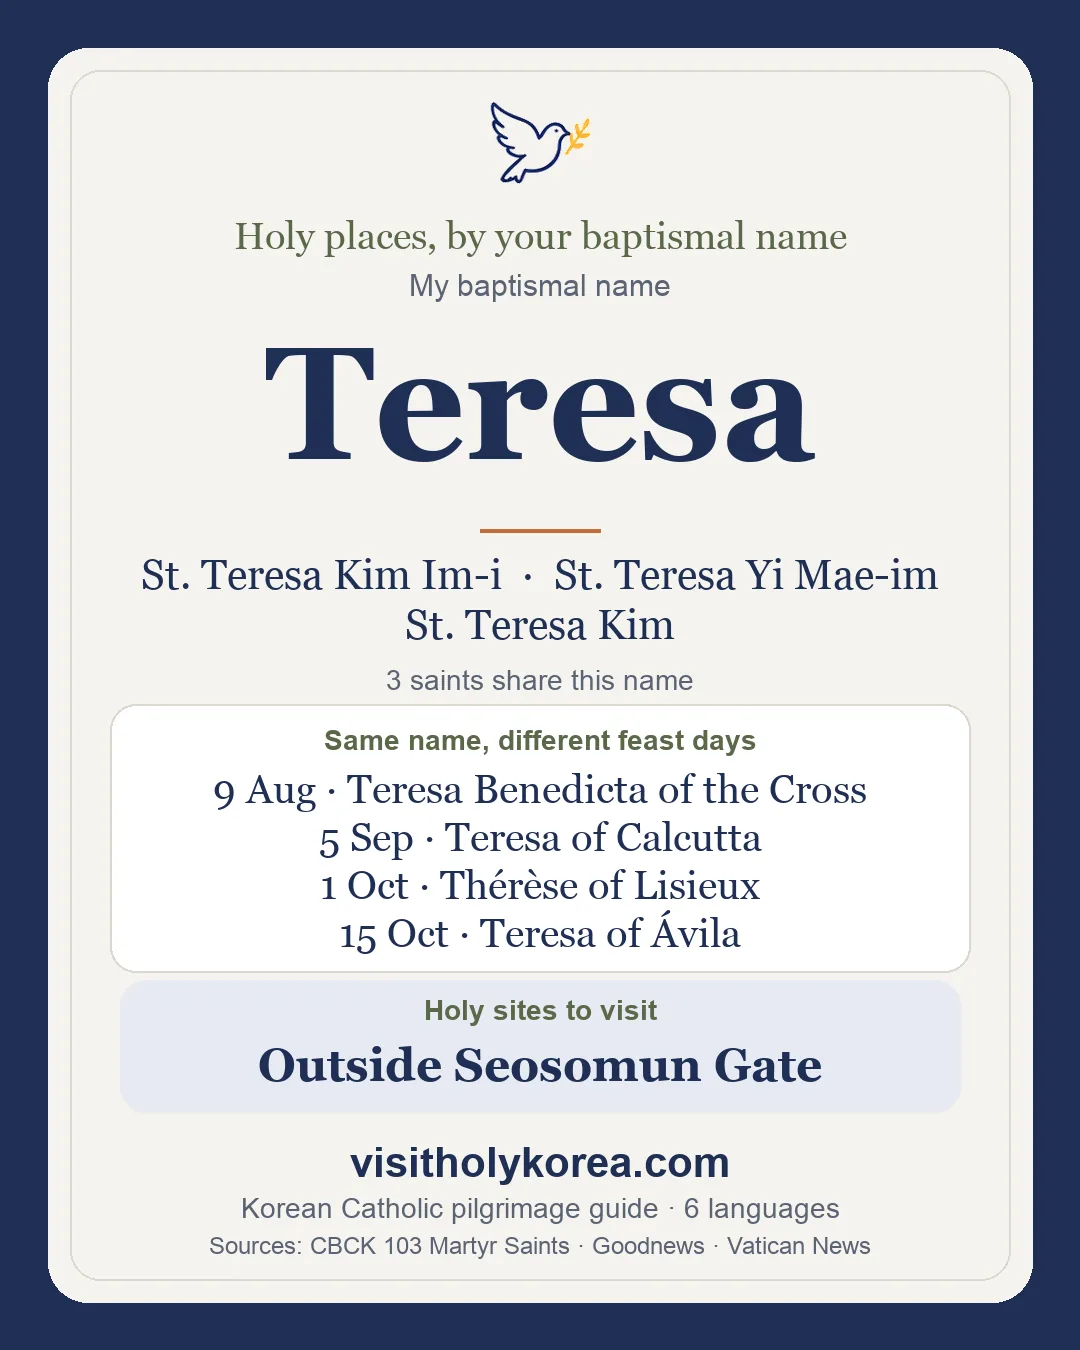 Holy places, by your baptismal name
My baptismal name
Teresa
St. Teresa Kim Im-i · St. Teresa Yi Mae-im
St. Teresa Kim
3 saints share this name
Same name, different feast days
9 Aug · Teresa Benedicta of the Cross
5 Sep · Teresa of Calcutta
1 Oct · Thérèse of Lisieux
15 Oct · Teresa of Ávila
Holy sites to visit
Outside Seosomun Gate
visitholykorea.com
Korean Catholic pilgrimage guide · 6 languages
Sources: CBCK 103 Martyr Saints · Goodnews · Vatican News